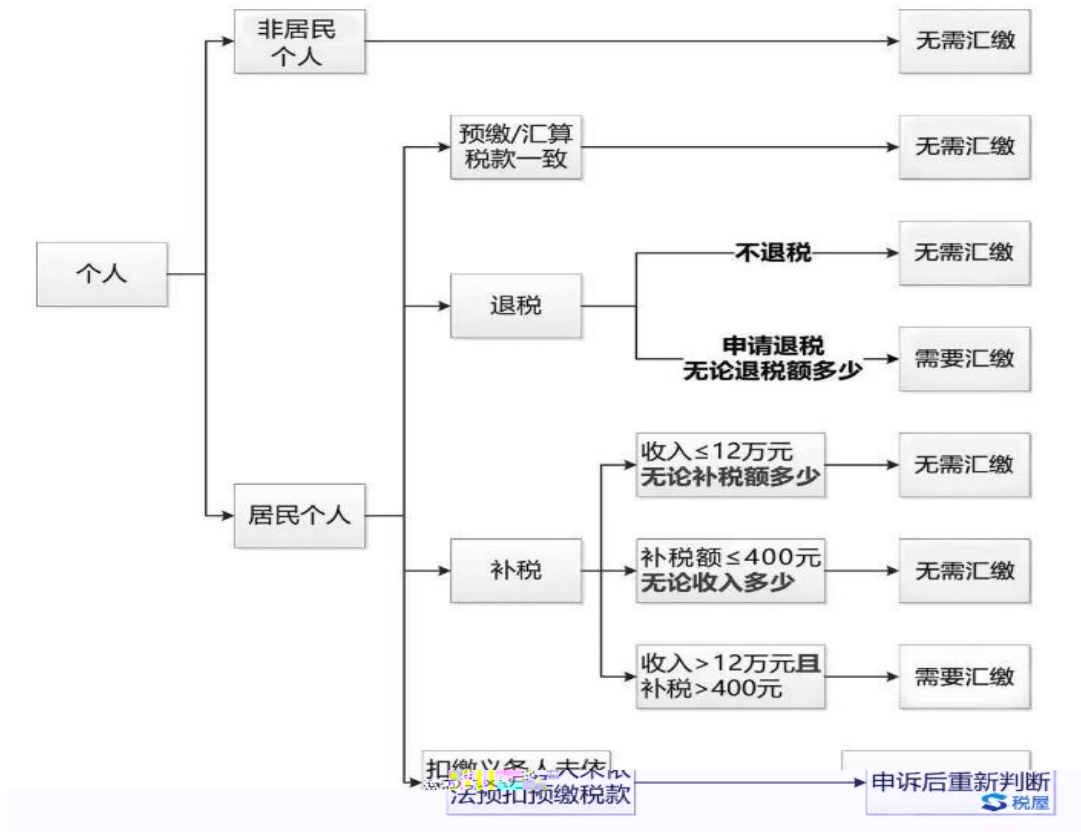 非居民
个人
无需汇缴
预缴/汇算
税款一致
无需汇缴
个人
退税
不退税
无需汇缴
申请退税
无论退税额多少
需要汇缴
居民个人
补税
收入≤12万元
无论补税额多少
无需汇缴
补税额≤400元
无论收入多少
无需汇缴
收入>12万元且
补税>400元
需要汇缴
扣缴义务人未依
法预扣预缴税款
申诉后重新判断
税屋